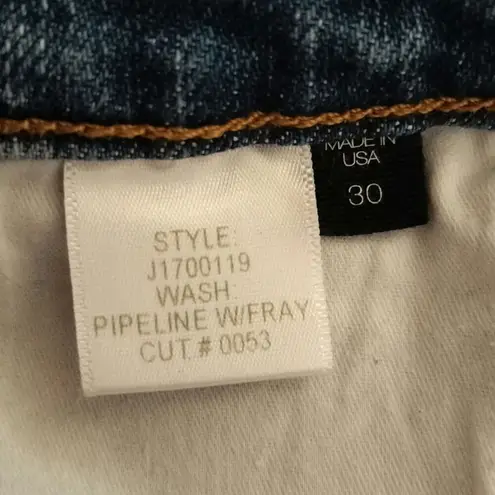 MADE IN
USA
30
STYLE:
J1700119
WASH:
PIPELINE W/FRAY
CUT.# 0053